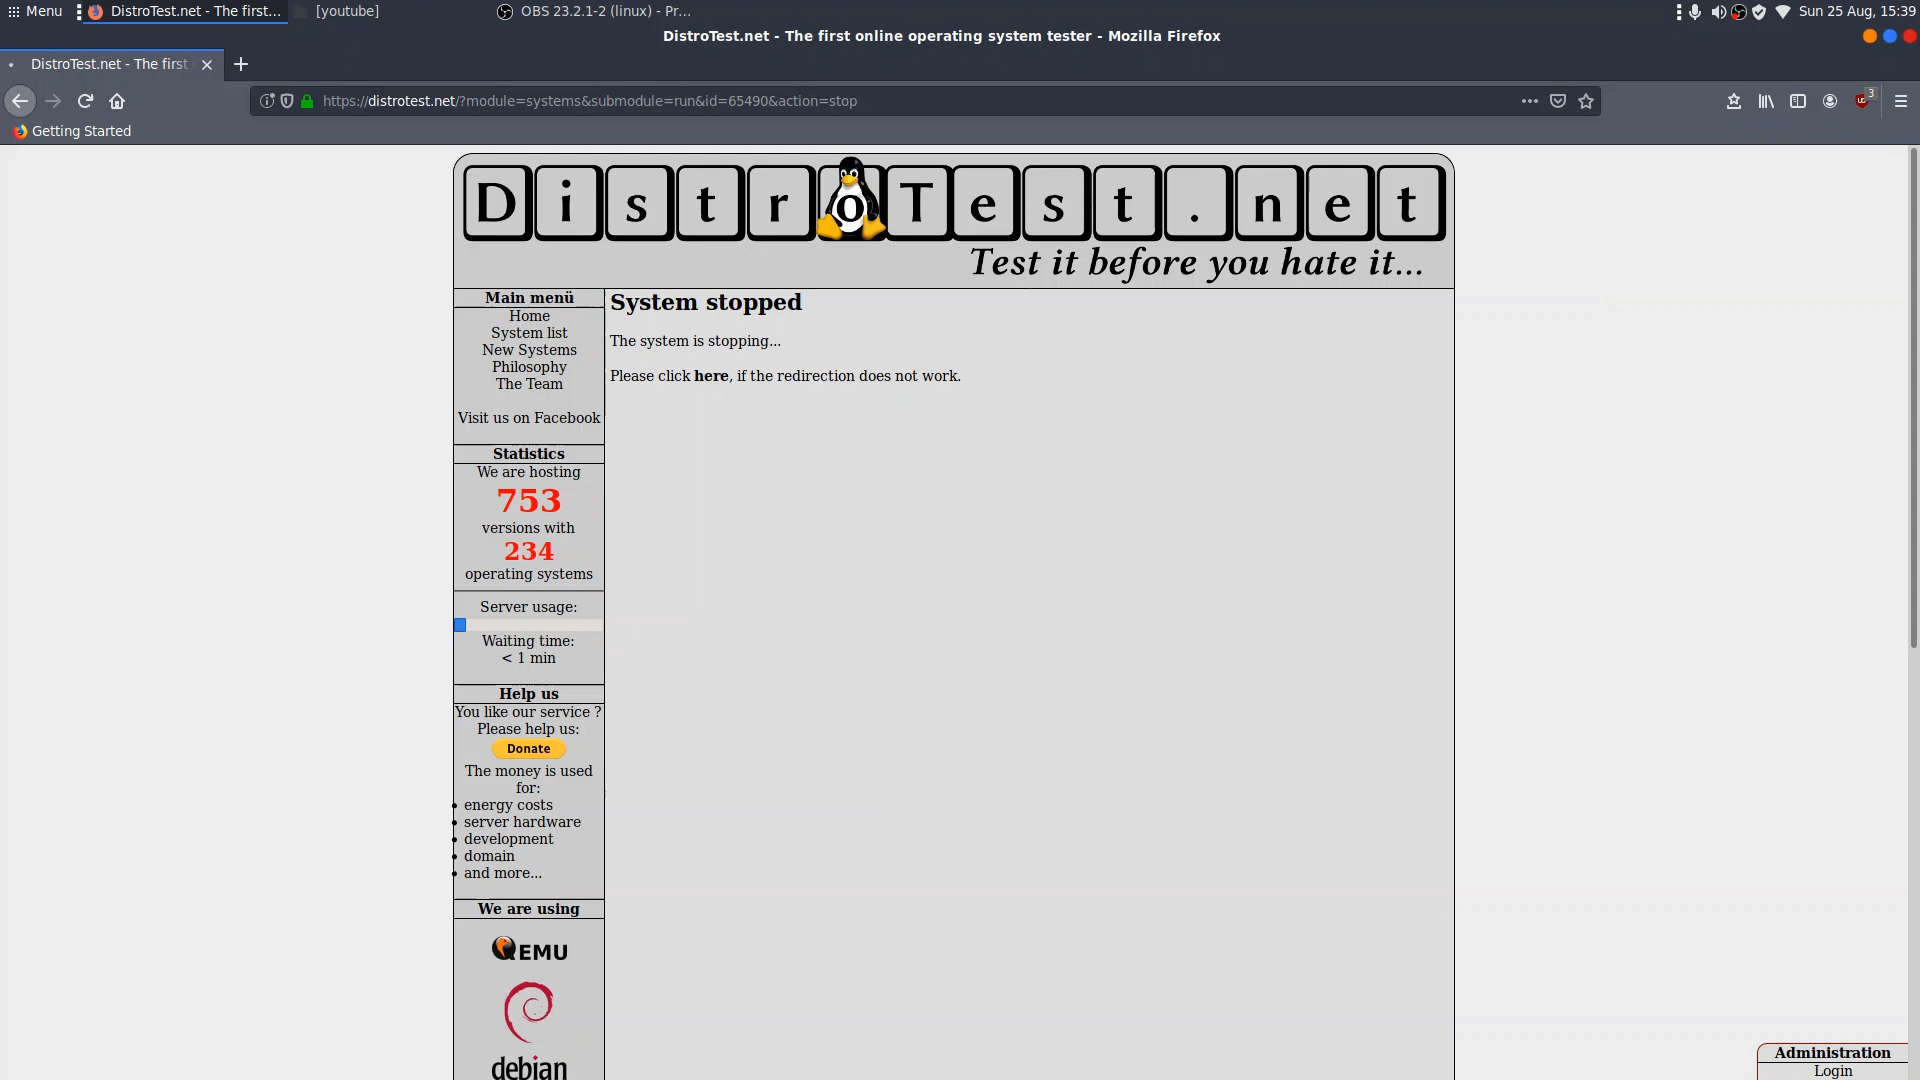 Menu
DistroTest.net - The first...
[youtube]
OBS 23.2.1-2 (linux) - Pr...
Sun 25 Aug, 15:39
DistroTest.net - The first online operating system tester - Mozilla Firefox
DistroTest.net - The first
https://distrotest.net/?module=systems&submodule=run&id=65490&action=stop
3
Getting Started
DistroTest.net
Test it before you hate it...
Main menü
Home
System list
New Systems
Philosophy
The Team
Visit us on Facebook
Statistics
We are hosting
753
versions with
234
operating systems
Server usage:
Waiting time:
< 1 min
Help us
You like our service ?
Please help us:
Donate
The money is used
for:
energy costs
server hardware
development
domain
and more...
We are using
QEMU
debian
System stopped
The system is stopping...
Please click here, if the redirection does not work.
Administration
Login